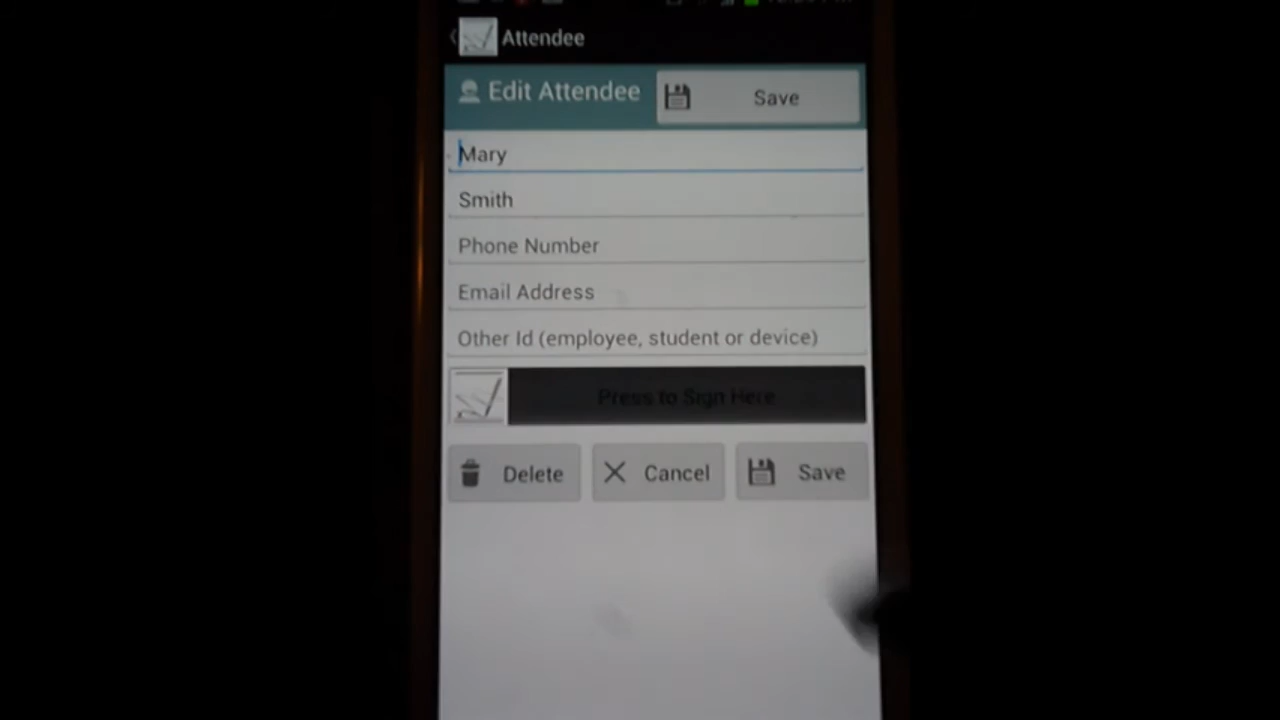 Attendee
Edit Attendee
Save
Mary
Smith
Phone Number
Email Address
Other Id (employee, student or device)
Press to Sign Here
Delete
Cancel
Save